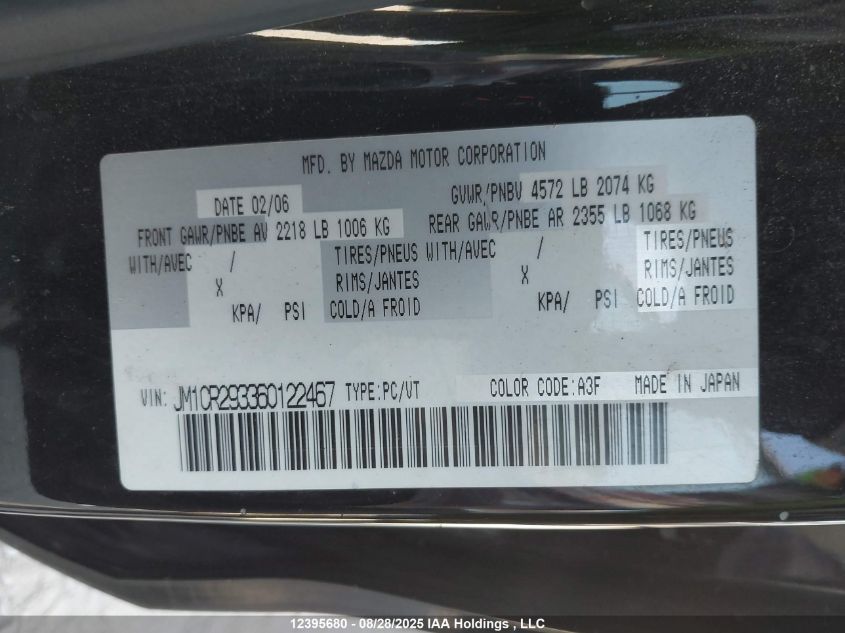 MFD. BY MAZDA MOTOR CORPORATION
DATE 02/06 GVWR/PNBV 4572 LB 2074 KG
FRONT GAWR/PNBE AV 2218 LB 1006 KG REAR GAWR/PNBE AR 2355 LB 1068 KG
WITH/AVEC / TIRES/PNEUS WITH/AVEC / TIRES/PNEUS
X RIMS/JANTES X RIMS/JANTES
KPA/ PSI COLD/A FROID KPA/ PSI COLD/A FROID
VIN: JM1CR293360122467 TYPE:PC/VT COLOR CODE:A3F MADE IN JAPAN
12395680 - 08/28/2025 IAA Holdings , LLC